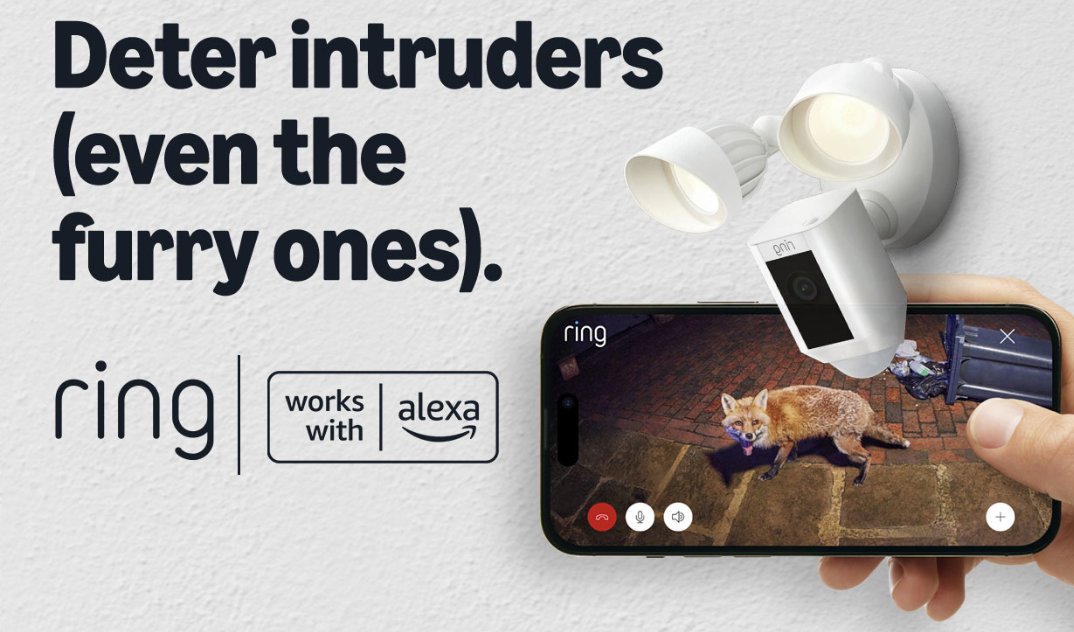 Deter intruders
(even the
furry ones).
ring
works
with
alexa
ring
ring